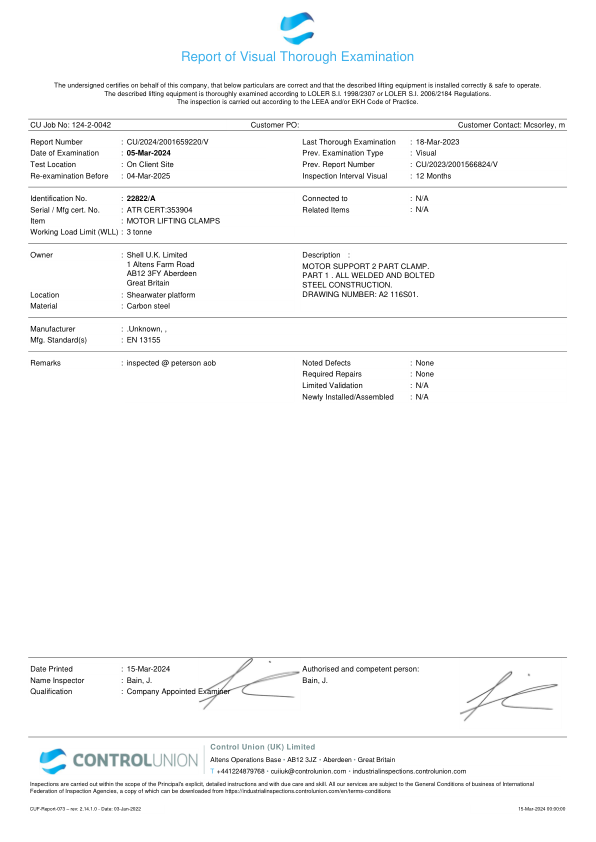 Report of Visual Thorough Examination
The undersigned certifies on behalf of this company, that below particulars are correct and that the described lifting equipment is installed correctly & safe to operate.
The described lifting equipment is thoroughly examined according to LOLER S.I. 1998/2307 or LOLER S.I. 2006/2184 Regulations.
The inspection is carried out according to the LEEA and/or EKH Code of Practice.
CU Job No: 124-2-0042 Customer PO: Customer Contact: Mcsorley, m
Report Number : CU/2024/2001659220/V Last Thorough Examination : 18-Mar-2023
Date of Examination : 05-Mar-2024 Prev. Examination Type : Visual
Test Location : On Client Site Prev. Report Number : CU/2023/2001566824/V
Re-examination Before : 04-Mar-2025 Inspection Interval Visual : 12 Months
Identification No. : 22822/A Connected to : N/A
Serial / Mfg cert. No. : ATR CERT:353904 Related Items : N/A
Item : MOTOR LIFTING CLAMPS
Working Load Limit (WLL) : 3 tonne
Owner : Shell U.K. Limited Description :
1 Altens Farm Road MOTOR SUPPORT 2 PART CLAMP.
AB12 3FY Aberdeen PART 1 . ALL WELDED AND BOLTED
Great Britain STEEL CONSTRUCTION.
Location : Shearwater platform DRAWING NUMBER: A2 116S01.
Material : Carbon steel
Manufacturer : .Unknown, ,
Mfg. Standard(s) : EN 13155
Remarks : inspected @ peterson aob Noted Defects : None
Required Repairs : None
Limited Validation : N/A
Newly Installed/Assembled : N/A
Date Printed : 15-Mar-2024 Authorised and competent person:
Name Inspector : Bain, J. Bain, J.
Qualification : Company Appointed Examiner
CONTROLUNION
Control Union (UK) Limited
Altens Operations Base · AB12 3JZ · Aberdeen · Great Britain
T +441224879768 · cuiiuk@controlunion.com · industrialinspections.controlunion.com
Inspections are carried out within the scope of the Principal's explicit, detailed instructions and with due care and skill. All our services are subject to the General Conditions of business of International
Federation of Inspection Agencies, a copy of which can be downloaded from https://industrialinspections.controlunion.com/en/terms-conditions
CUF-Report-073 – rev: 2.14.1.0 - Date: 03-Jun-2022 15-Mar-2024 00:00:00